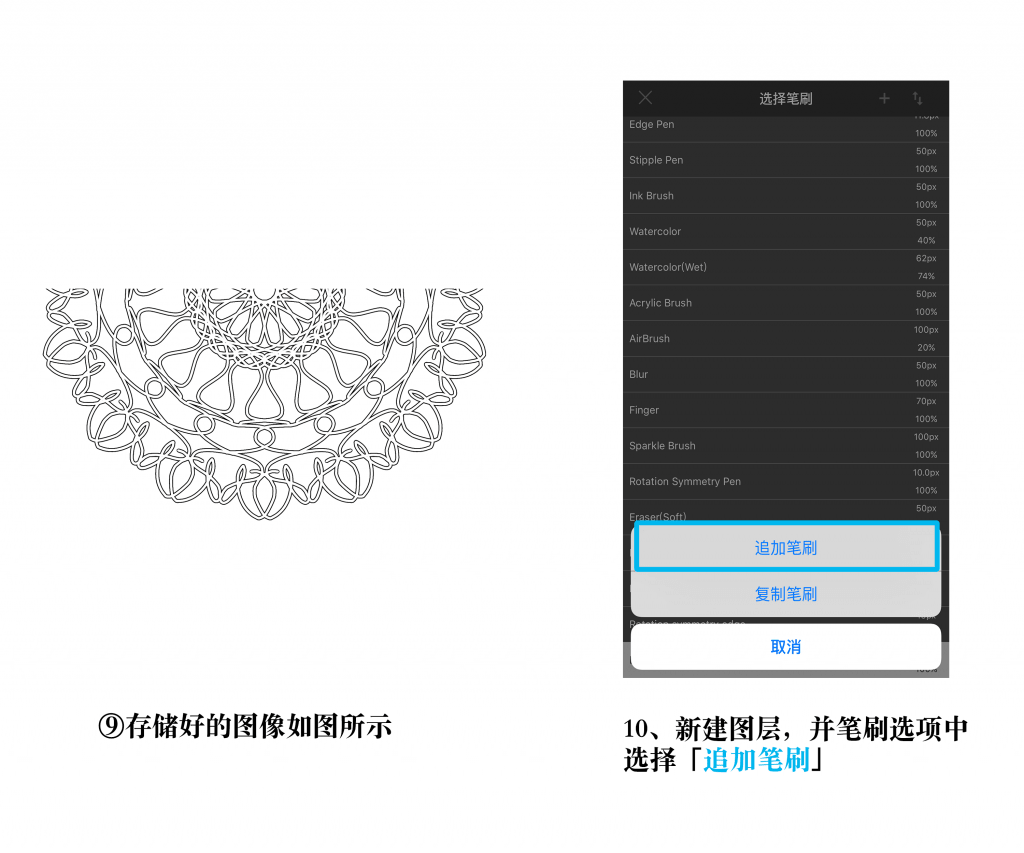 选择笔刷
Edge Pen
100%
Stipple Pen
50px
100%
Ink Brush
50px
100%
Watercolor
50px
40%
Watercolor(Wet)
62px
74%
Acrylic Brush
50px
100%
AirBrush
100px
20%
Blur
50px
100%
Finger
70px
100%
Sparkle Brush
100px
100%
Rotation Symmetry Pen
10.0px
100%
Eraser(Soft)
50px
追加笔刷
复制笔刷
Rotation symmetry edge
取消
100%
⑨存储好的图像如图所示
10、新建图层，并笔刷选项中
选择「追加笔刷」